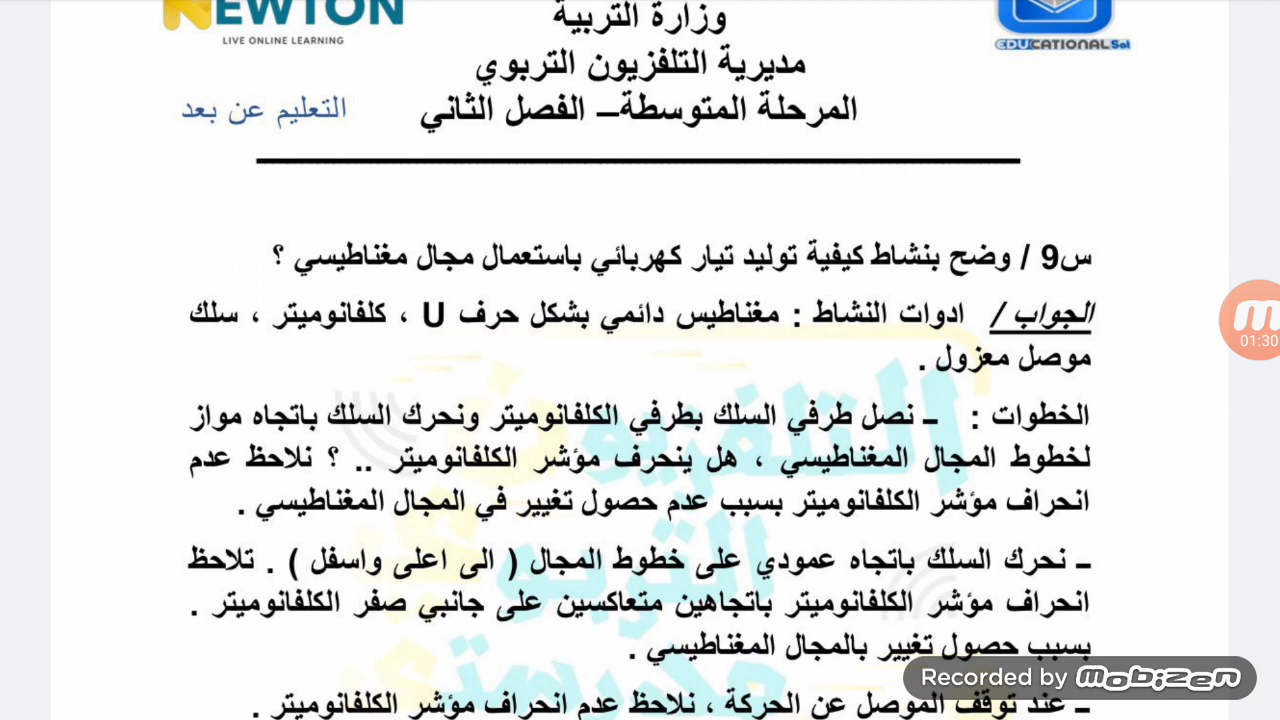 NEWTON
LIVE ONLINE LEARNING
EDUCATIONAL Sat
وزارة التربية
مديرية التلفزيون التربوي
المرحلة المتوسطة– الفصل الثاني
التعليم عن بعد
س9 / وضح بنشاط كيفية توليد تيار كهربائي باستعمال مجال مغناطيسي ؟
الجواب / ادوات النشاط : مغناطيس دائمي بشكل حرف U ، كلفانوميتر ، سلك
موصل معزول .
الخطوات : ـ نصل طرفي السلك بطرفي الكلفانوميتر ونحرك السلك باتجاه مواز
لخطوط المجال المغناطيسي ، هل ينحرف مؤشر الكلفانوميتر .. ؟ نلاحظ عدم
انحراف مؤشر الكلفانوميتر بسبب عدم حصول تغيير في المجال المغناطيسي .
ـ نحرك السلك باتجاه عمودي على خطوط المجال ( الى اعلى واسفل ) . تلاحظ
انحراف مؤشر الكلفانوميتر باتجاهين متعاكسين على جانبي صفر الكلفانوميتر .
بسبب حصول تغيير بالمجال المغناطيسي .
ـ عند توقف الموصل عن الحركة ، نلاحظ عدم انحراف مؤشر الكلفانوميتر .
التلفزيون
التربوي
01:30
Recorded by mobizen